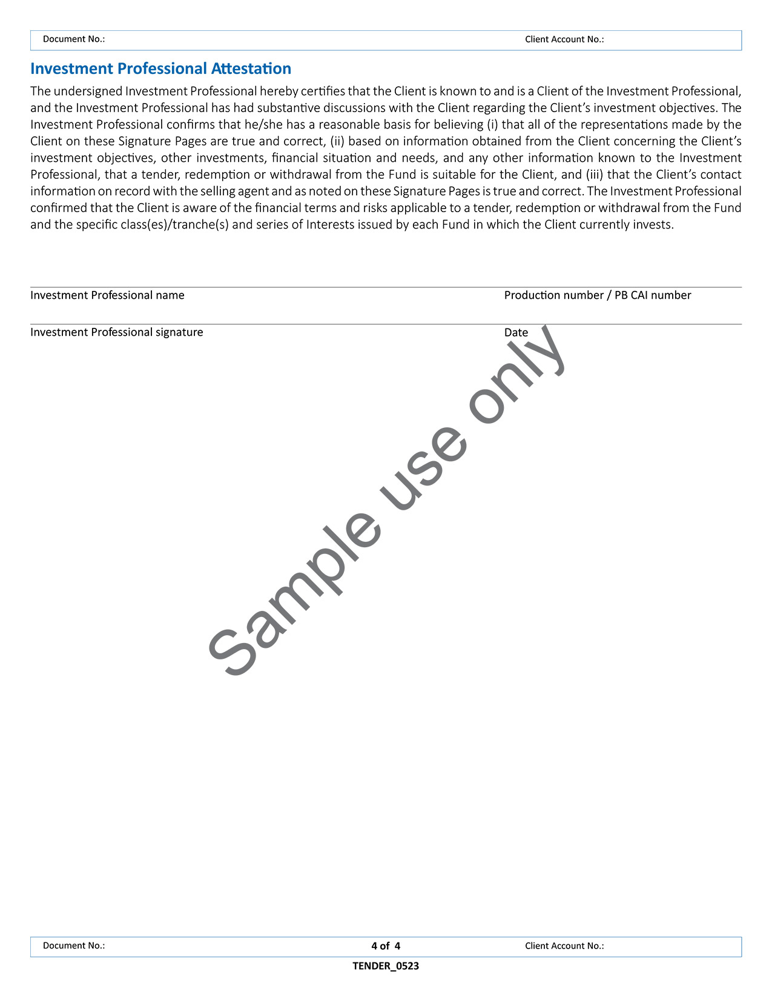 Document No.: Client Account No.:
Investment Professional Attestation
The undersigned Investment Professional hereby certifies that the Client is known to and is a Client of the Investment Professional,
and the Investment Professional has had substantive discussions with the Client regarding the Client’s investment objectives. The
Investment Professional confirms that he/she has a reasonable basis for believing (i) that all of the representations made by the
Client on these Signature Pages are true and correct, (ii) based on information obtained from the Client concerning the Client’s
investment objectives, other investments, financial situation and needs, and any other information known to the Investment
Professional, that a tender, redemption or withdrawal from the Fund is suitable for the Client, and (iii) that the Client’s contact
information on record with the selling agent and as noted on these Signature Pages is true and correct. The Investment Professional
confirmed that the Client is aware of the financial terms and risks applicable to a tender, redemption or withdrawal from the Fund
and the specific class(es)/tranche(s) and series of Interests issued by each Fund in which the Client currently invests.
Investment Professional name Production number / PB CAI number
Investment Professional signature Date
Sample use only
Document No.: 4 of 4 Client Account No.:
TENDER_0523